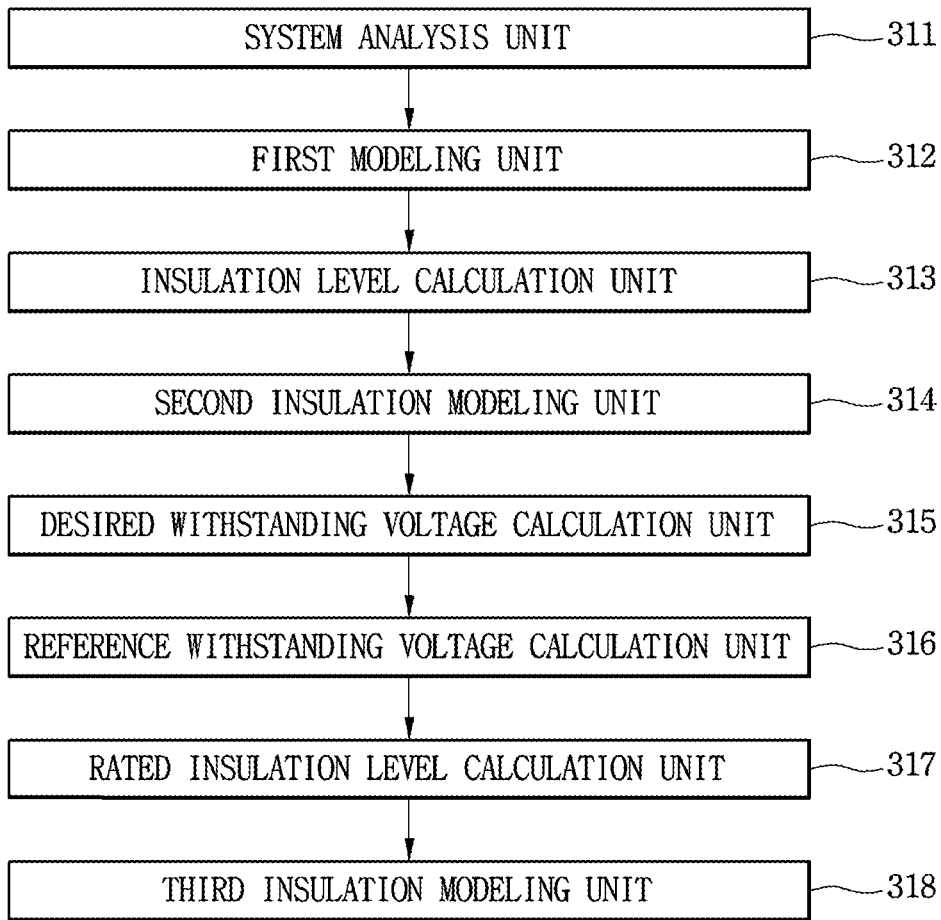 SYSTEM ANALYSIS UNIT 311
FIRST MODELING UNIT 312
INSULATION LEVEL CALCULATION UNIT 313
SECOND INSULATION MODELING UNIT 314
DESIRED WITHSTANDING VOLTAGE CALCULATION UNIT 315
REFERENCE WITHSTANDING VOLTAGE CALCULATION UNIT 316
RATED INSULATION LEVEL CALCULATION UNIT 317
THIRD INSULATION MODELING UNIT 318